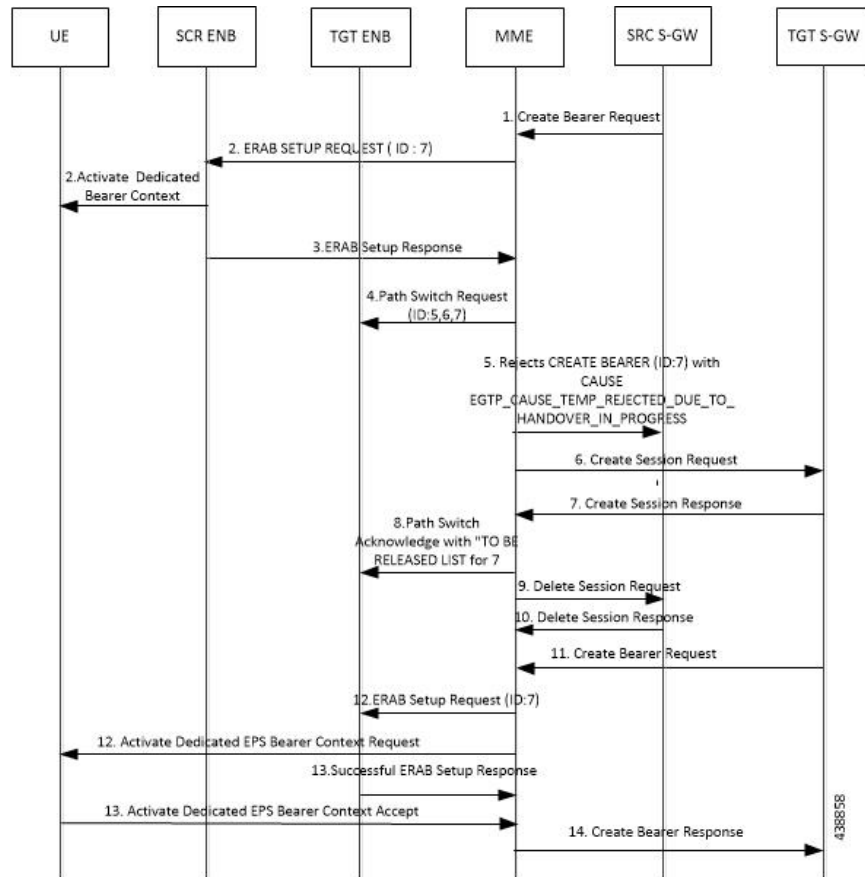 UE
SCR ENB
TGT ENB
MME
SRC S-GW
TGT S-GW
1. Create Bearer Request
2. ERAB SETUP REQUEST ( ID : 7)
2.Activate Dedicated
Bearer Context
3.ERAB Setup Response
4.Path Switch Request
(ID:5,6,7)
5. Rejects CREATE BEARER (ID:7) with
CAUSE
EGTP_CAUSE_TEMP_REJECTED_DUE_TO_
HANDOVER_IN_PROGRESS
6. Create Session Request
7. Create Session Response
8.Path Switch
Acknowledge with "TO BE
RELEASED LIST for 7
9. Delete Session Request
10. Delete Session Response
11. Create Bearer Request
12.ERAB Setup Request (ID:7)
12. Activate Dedicated EPS Bearer Context Request
13.Successful ERAB Setup Response
13. Activate Dedicated EPS Bearer Context Accept
14. Create Bearer Response
438858